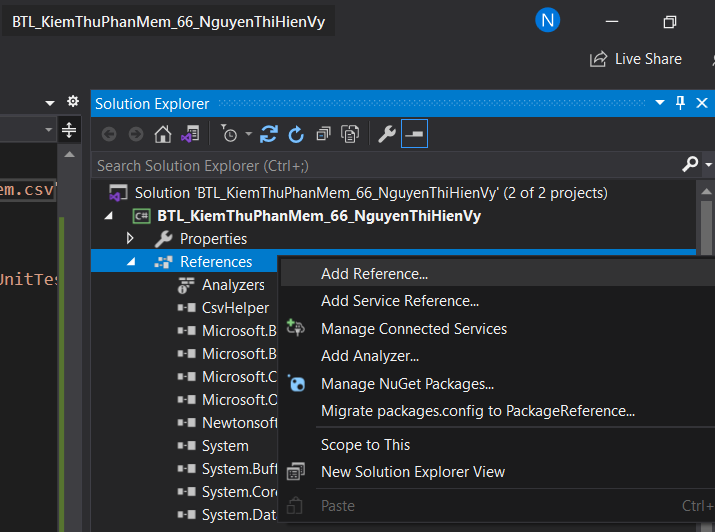 BTL_KiemThuPhanMem_66_NguyenThiHienVy
N
Live Share
Solution Explorer
Search Solution Explorer (Ctrl+;)
em.csv"
Solution 'BTL_KiemThuPhanMem_66_NguyenThiHienVy' (2 of 2 projects)
C# BTL_KiemThuPhanMem_66_NguyenThiHienVy
Properties
References
UnitTes
Analyzers
CsvHelper
Microsoft.B
Microsoft.B
Microsoft.C
Microsoft.O
Newtonsoft
System
System.Buff
System.Cor
System.Dat
Add Reference...
Add Service Reference...
Manage Connected Services
Add Analyzer...
Manage NuGet Packages...
Migrate packages.config to PackageReference...
Scope to This
New Solution Explorer View
Paste Ctrl+